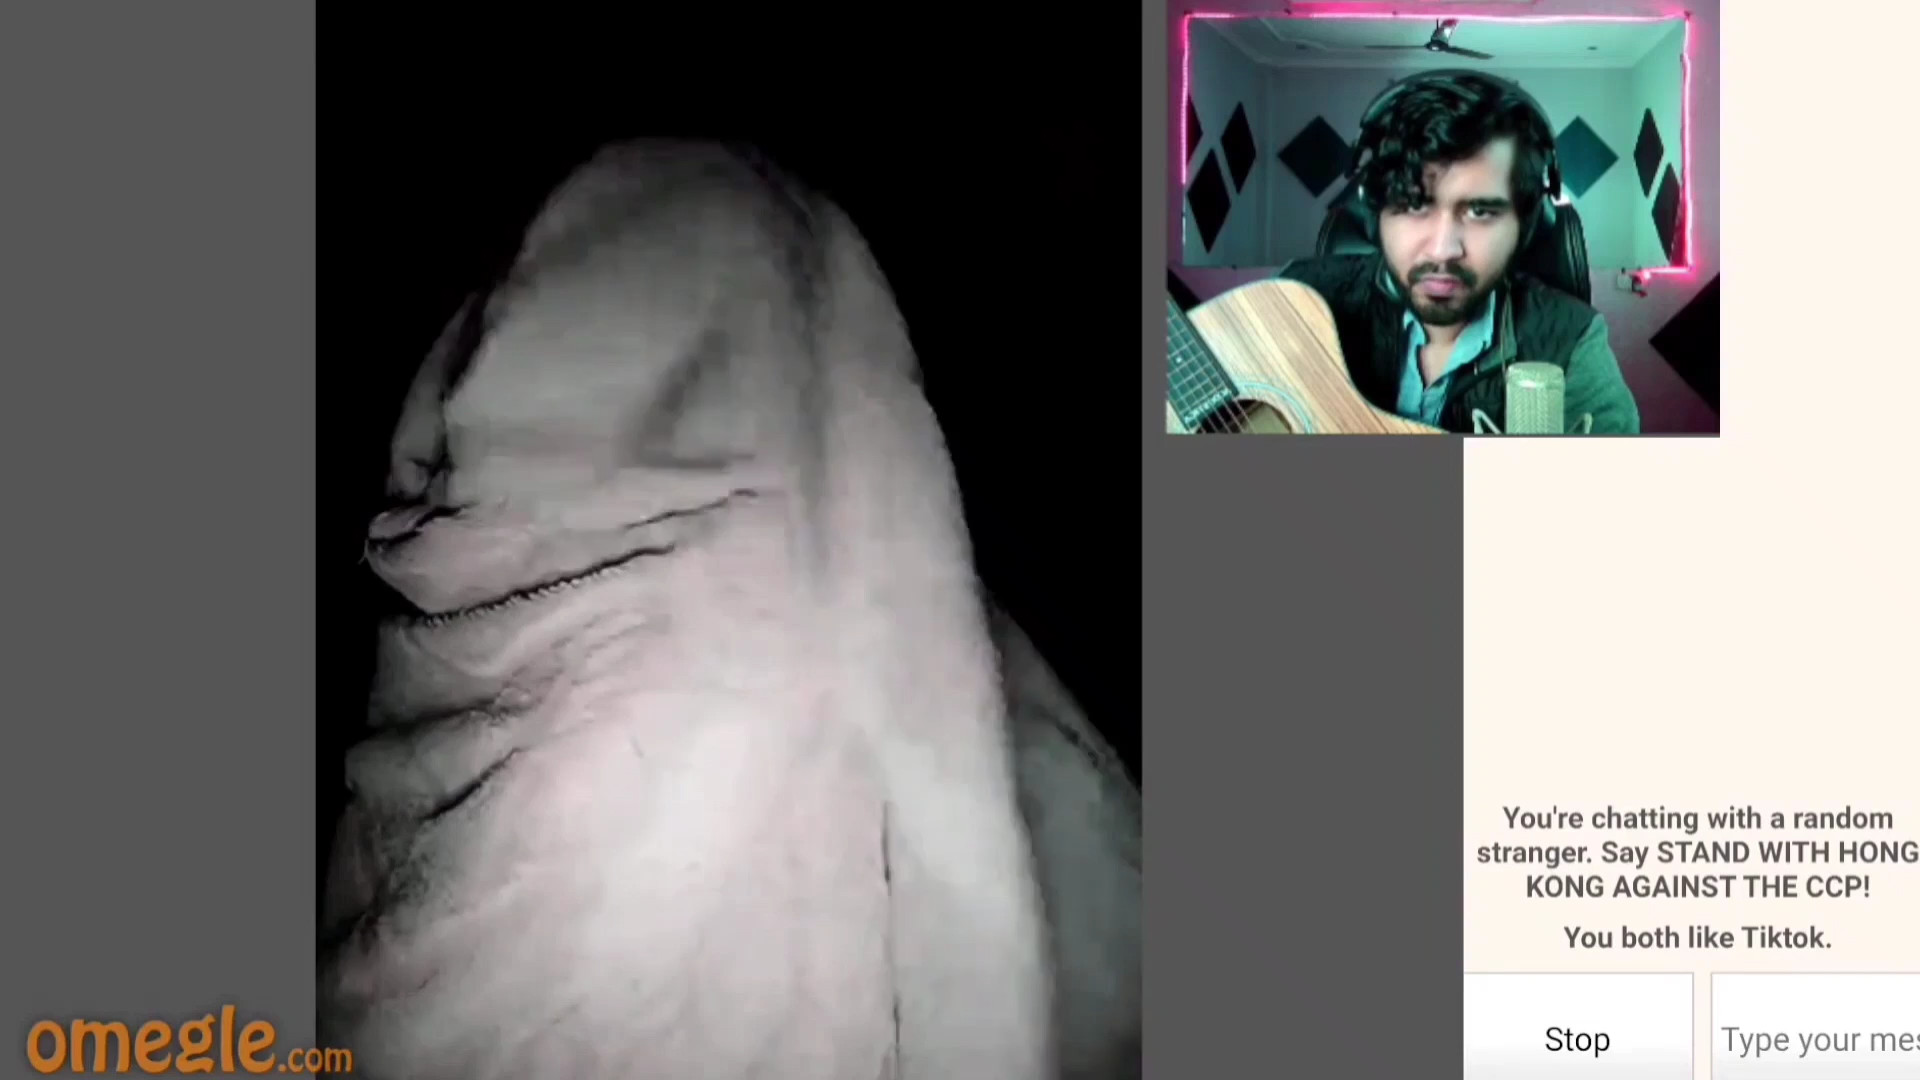 You're chatting with a random
stranger. Say STAND WITH HONG
KONG AGAINST THE CCP!
You both like Tiktok.
Stop
Type your mes
omegle.com